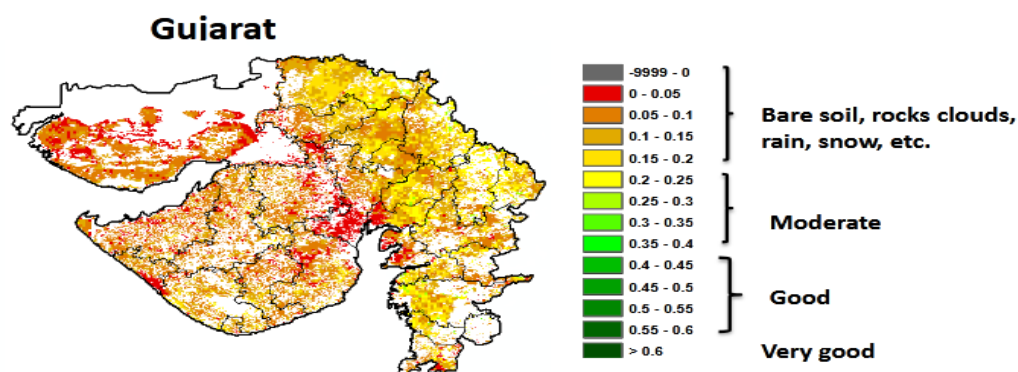 Gujarat
-9999 - 0
0 - 0.05
0.05 - 0.1
0.1 - 0.15
0.15 - 0.2
0.2 - 0.25
0.25 - 0.3
0.3 - 0.35
0.35 - 0.4
0.4 - 0.45
0.45 - 0.5
0.5 - 0.55
0.55 - 0.6
> 0.6
Bare soil, rocks clouds,
rain, snow, etc.
Moderate
Good
Very good